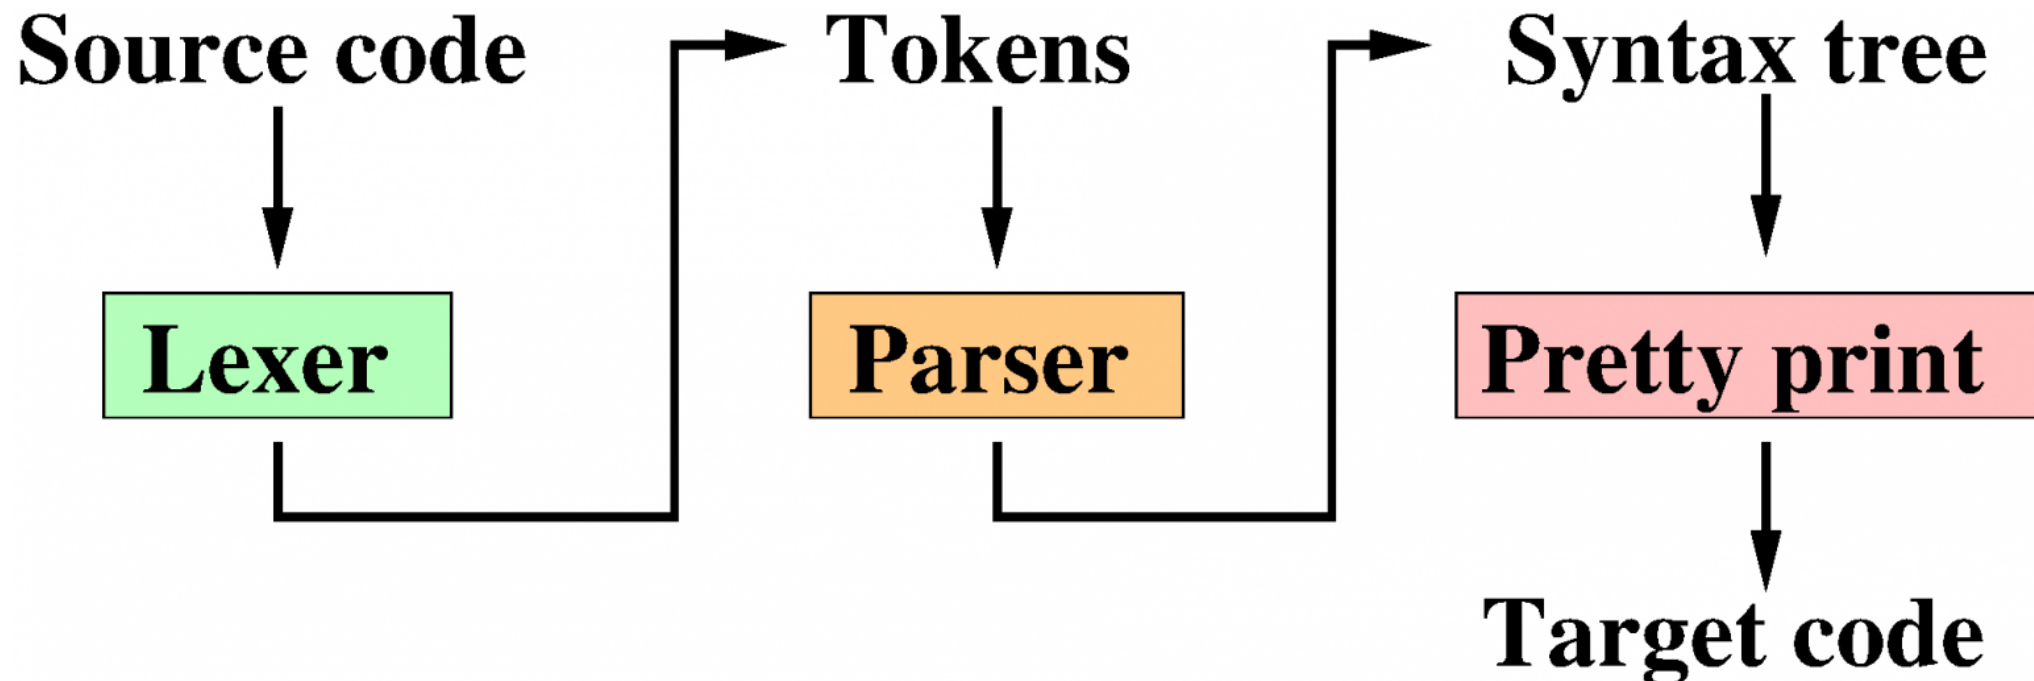 Source code
Tokens
Syntax tree
Lexer
Parser
Pretty print
Target code